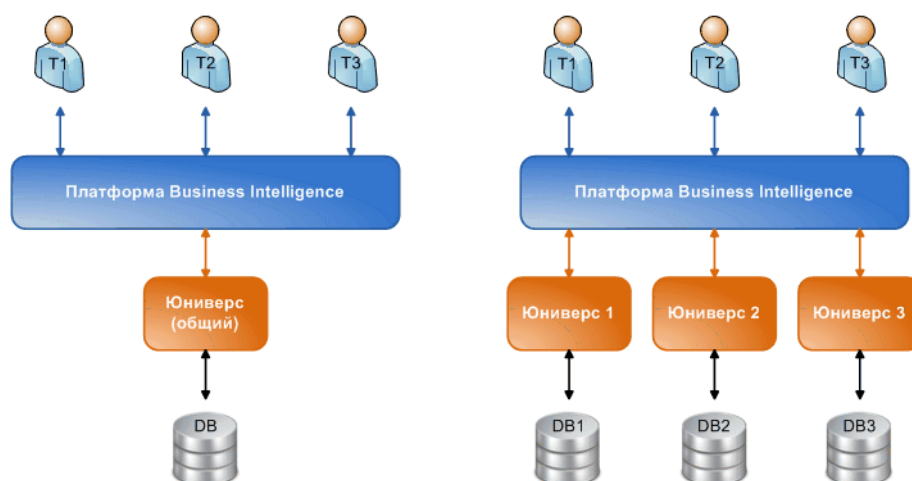 T1 T2 T3 T1 T2 T3
Платформа Business Intelligence Платформа Business Intelligence
Юниверс
(общий)
Юниверс 1 Юниверс 2 Юниверс 3
DB DB1 DB2 DB3